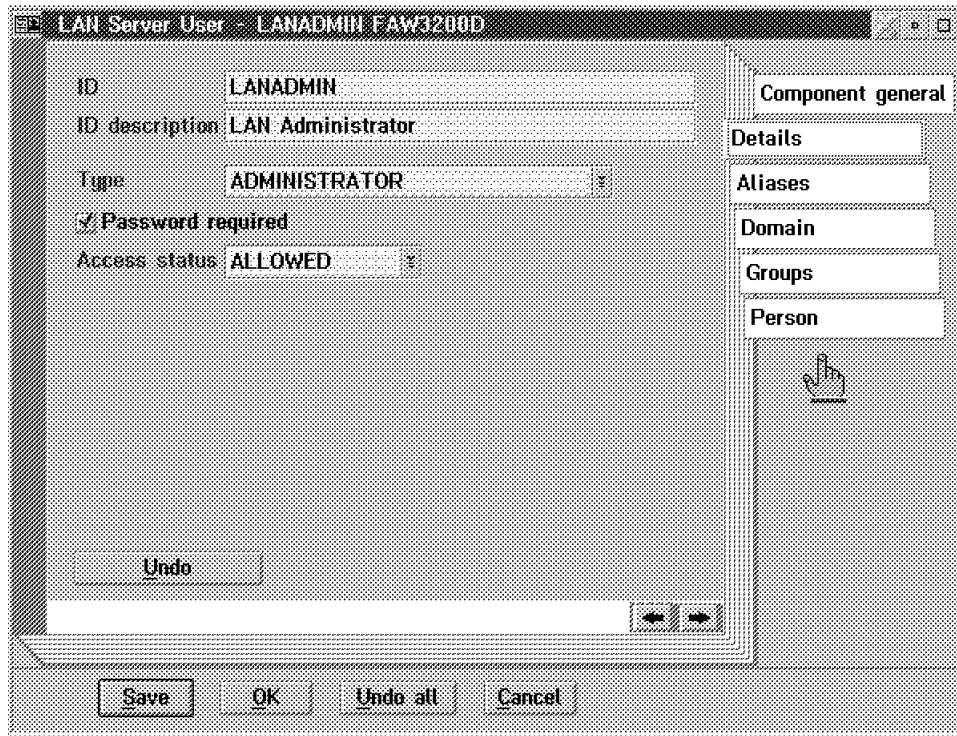 LAN Server User - LANADMIN FAW3200D
ID LANADMIN
ID description LAN Administrator
Type ADMINISTRATOR
Password required
Access status ALLOWED
Component general
Details
Aliases
Domain
Groups
Person
Undo
Save OK Undo all Cancel